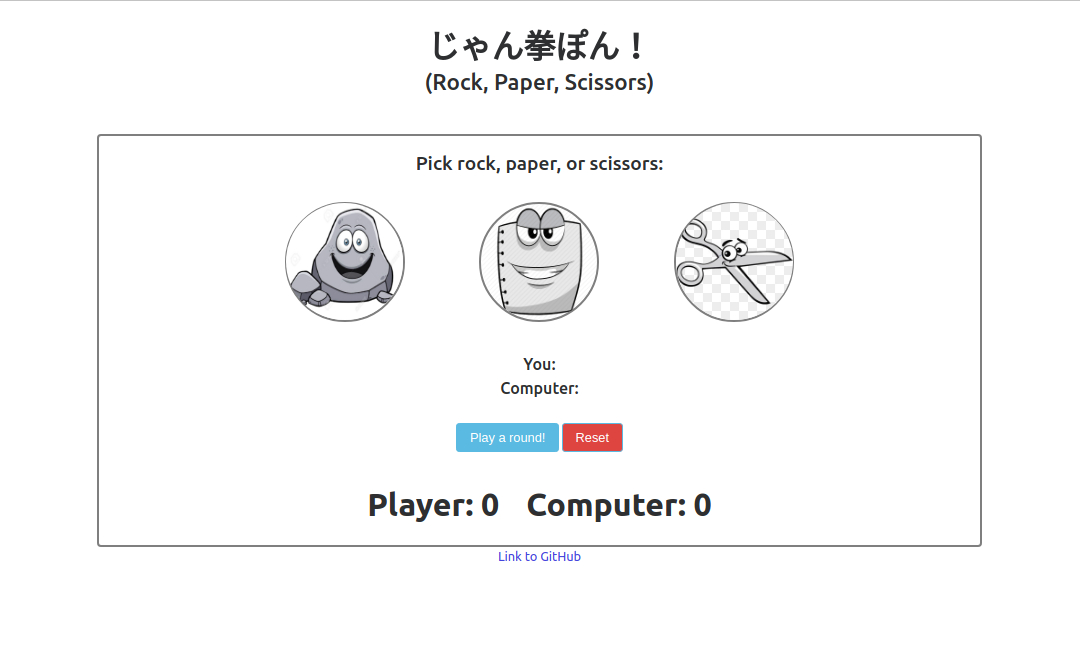 じゃん拳ぽん！
(Rock, Paper, Scissors)
Pick rock, paper, or scissors:
You:
Computer:
Play a round! Reset
Player: 0 Computer: 0
Link to GitHub